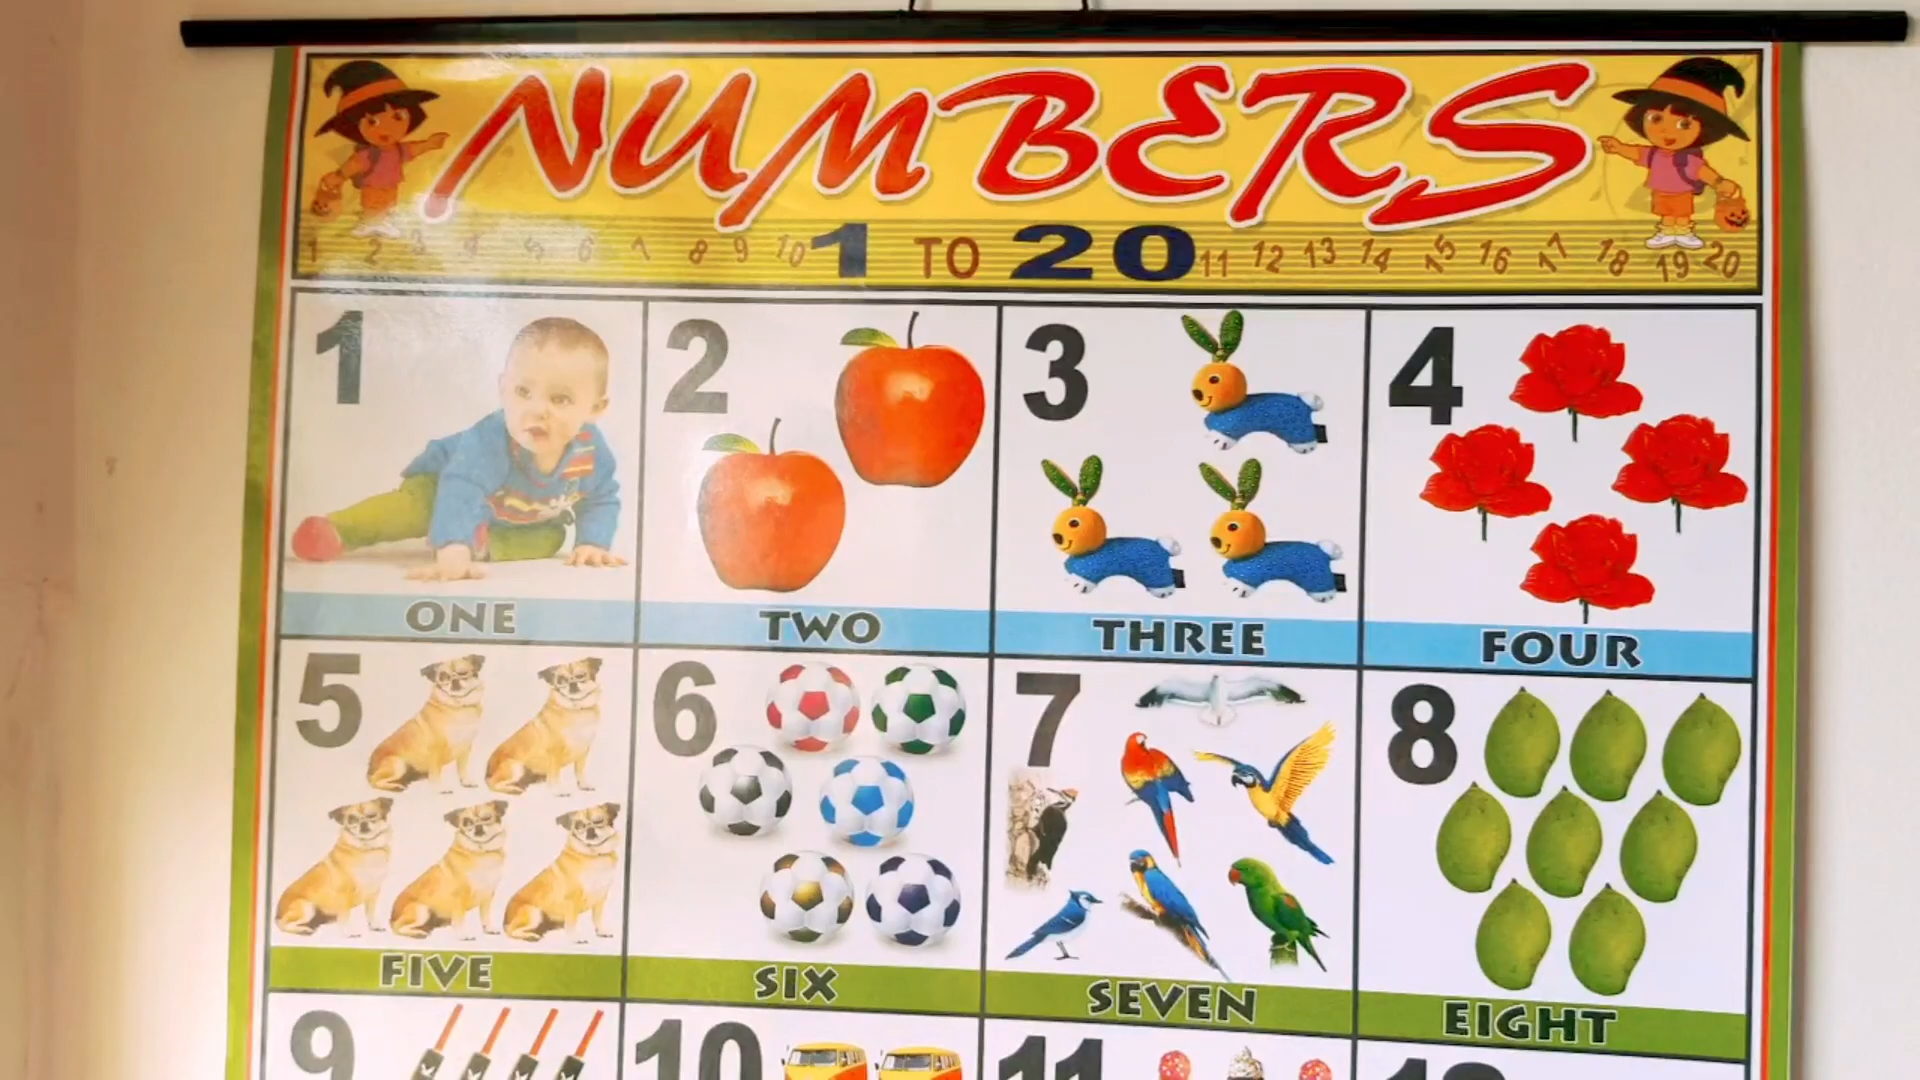 NUMBERS
1 2 3 4 5 6 7 8 9 10 1 TO 20 11 12 13 14 15 16 17 18 19 20
1 2 3 4
ONE TWO THREE FOUR
5 6 7 8
FIVE SIX SEVEN EIGHT
9 10 11 12